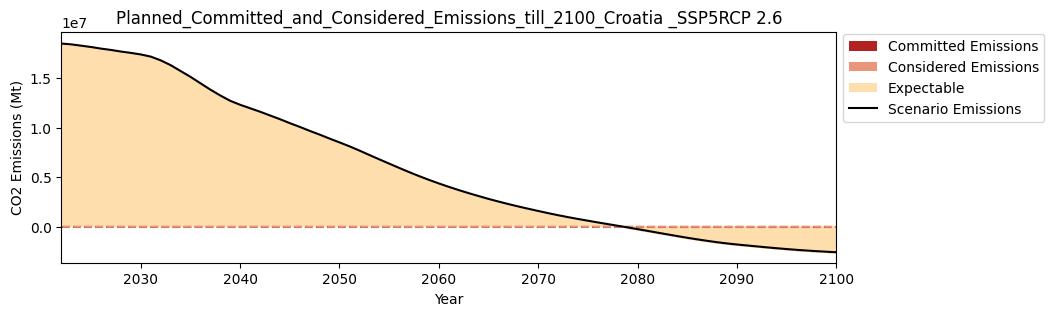 Planned_Committed_and_Considered_Emissions_till_2100_Croatia _SSP5RCP 2.6
1e7
1.5
1.0
0.5
0.0
CO2 Emissions (Mt)
2030 2040 2050 2060 2070 2080 2090 2100
Year
Committed Emissions
Considered Emissions
Expectable
Scenario Emissions